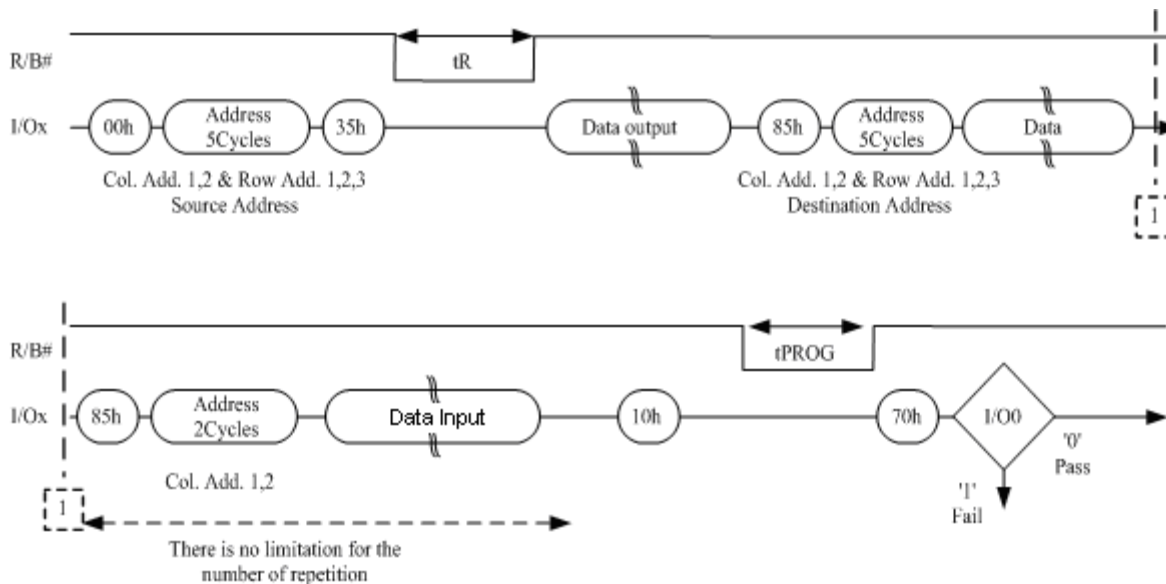 R/B#
tR
I/Ox
00h
Address
5Cycles
35h
Data output
85h
Address
5Cycles
Data
Col. Add. 1,2 & Row Add. 1,2,3
Source Address
Col. Add. 1,2 & Row Add. 1,2,3
Destination Address
1
R/B#
tPROG
I/Ox
85h
Address
2Cycles
Data Input
10h
70h
I/O0
'0'
Pass
Col. Add. 1,2
'1'
Fail
1
There is no limitation for the
number of repetition